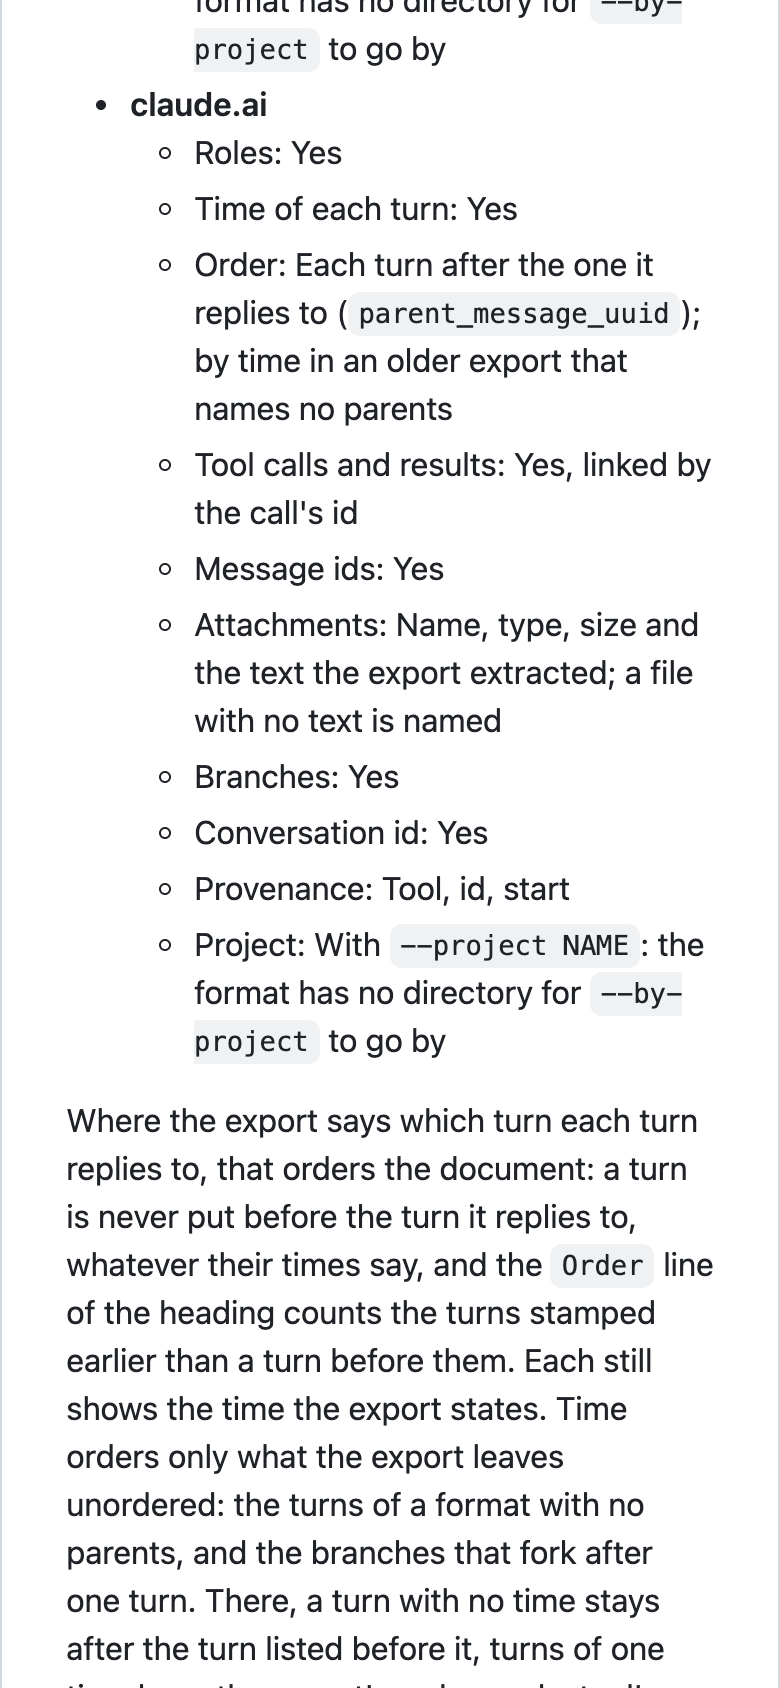 format has no directory for --by-
project to go by
• claude.ai
◦ Roles: Yes
◦ Time of each turn: Yes
◦ Order: Each turn after the one it
replies to (parent_message_uuid);
by time in an older export that
names no parents
◦ Tool calls and results: Yes, linked by
the call's id
◦ Message ids: Yes
◦ Attachments: Name, type, size and
the text the export extracted; a file
with no text is named
◦ Branches: Yes
◦ Conversation id: Yes
◦ Provenance: Tool, id, start
◦ Project: With --project NAME: the
format has no directory for --by-
project to go by
Where the export says which turn each turn
replies to, that orders the document: a turn
is never put before the turn it replies to,
whatever their times say, and the Order line
of the heading counts the turns stamped
earlier than a turn before them. Each still
shows the time the export states. Time
orders only what the export leaves
unordered: the turns of a format with no
parents, and the branches that fork after
one turn. There, a turn with no time stays
after the turn listed before it, turns of one